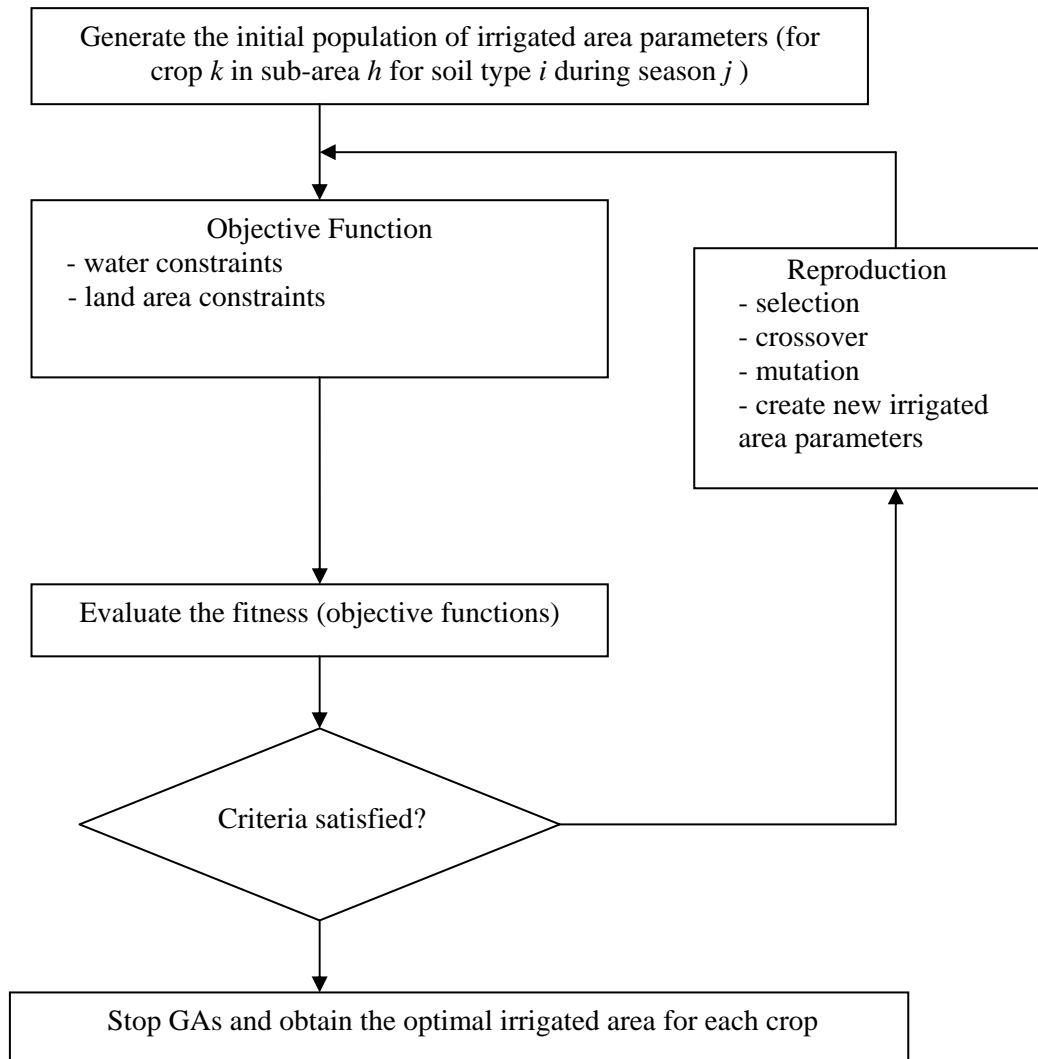 Generate the initial population of irrigated area parameters (for
crop k in sub-area h for soil type i during season j )
Objective Function
- water constraints
- land area constraints
Reproduction
- selection
- crossover
- mutation
- create new irrigated
area parameters
Evaluate the fitness (objective functions)
Criteria satisfied?
Stop GAs and obtain the optimal irrigated area for each crop